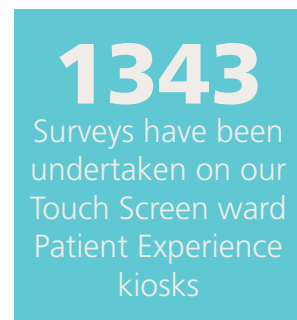 1343
Surveys have been
undertaken on our
Touch Screen ward
Patient Experience
kiosks